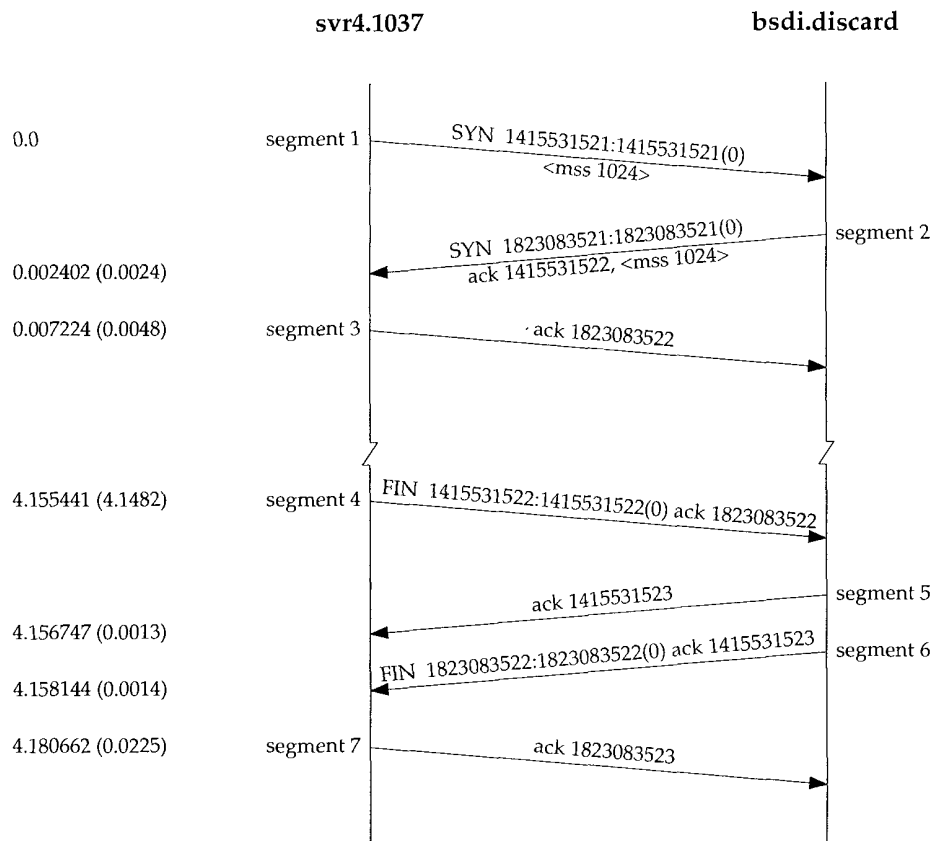 svr4.1037 bsdi.discard
0.0 segment 1 SYN 1415531521:1415531521(0)
<mss 1024>
SYN 1823083521:1823083521(0) segment 2
0.002402 (0.0024) ack 1415531522, <mss 1024>
0.007224 (0.0048) segment 3 ack 1823083522
4.155441 (4.1482) segment 4 FIN 1415531522:1415531522(0) ack 1823083522
ack 1415531523 segment 5
4.156747 (0.0013)
FIN 1823083522:1823083522(0) ack 1415531523 segment 6
4.158144 (0.0014)
4.180662 (0.0225) segment 7 ack 1823083523